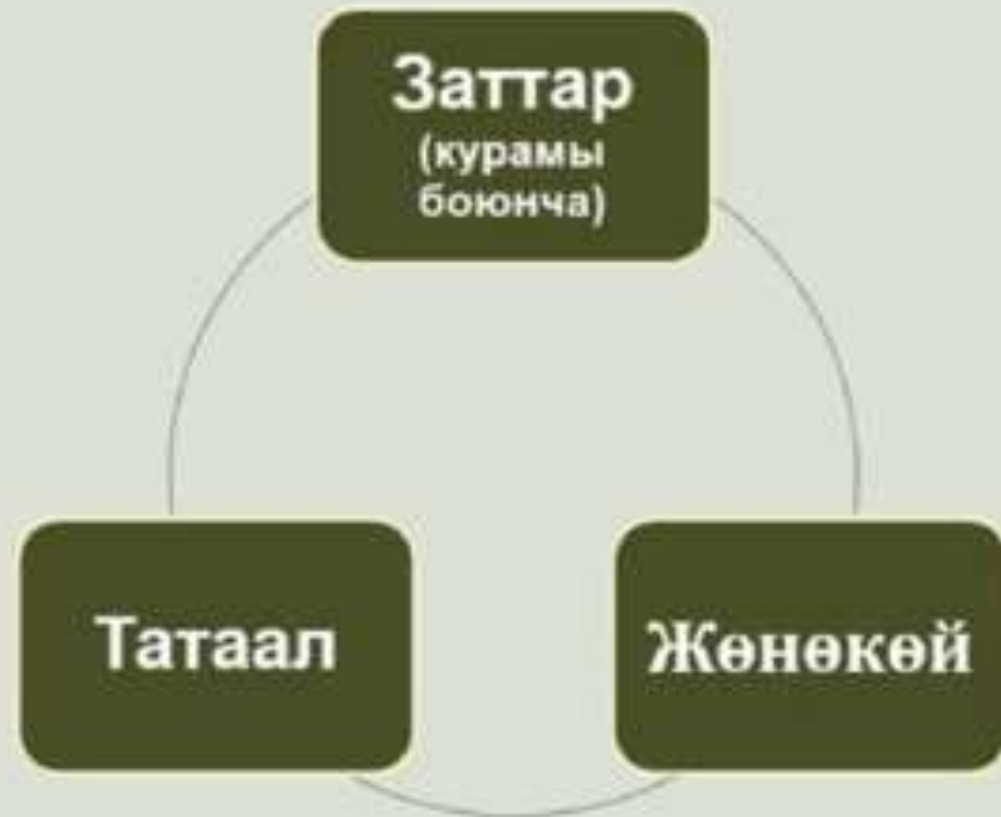 Заттар
(курамы
боюнча)
Татаал
Жөнөкөй